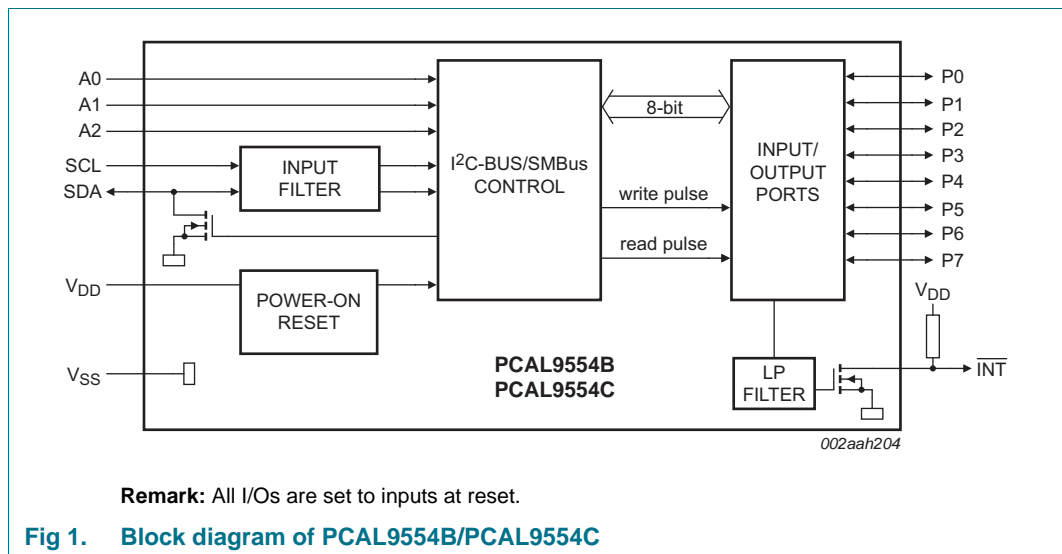 A0
A1
A2
SCL
SDA
VDD
VSS
INPUT
FILTER
POWER-ON
RESET
I2C-BUS/SMBus
CONTROL
8-bit
write pulse
read pulse
INPUT/
OUTPUT
PORTS
P0
P1
P2
P3
P4
P5
P6
P7
VDD
INT
LP
FILTER
PCAL9554B
PCAL9554C
002aah204
Remark: All I/Os are set to inputs at reset.
Fig 1. Block diagram of PCAL9554B/PCAL9554C